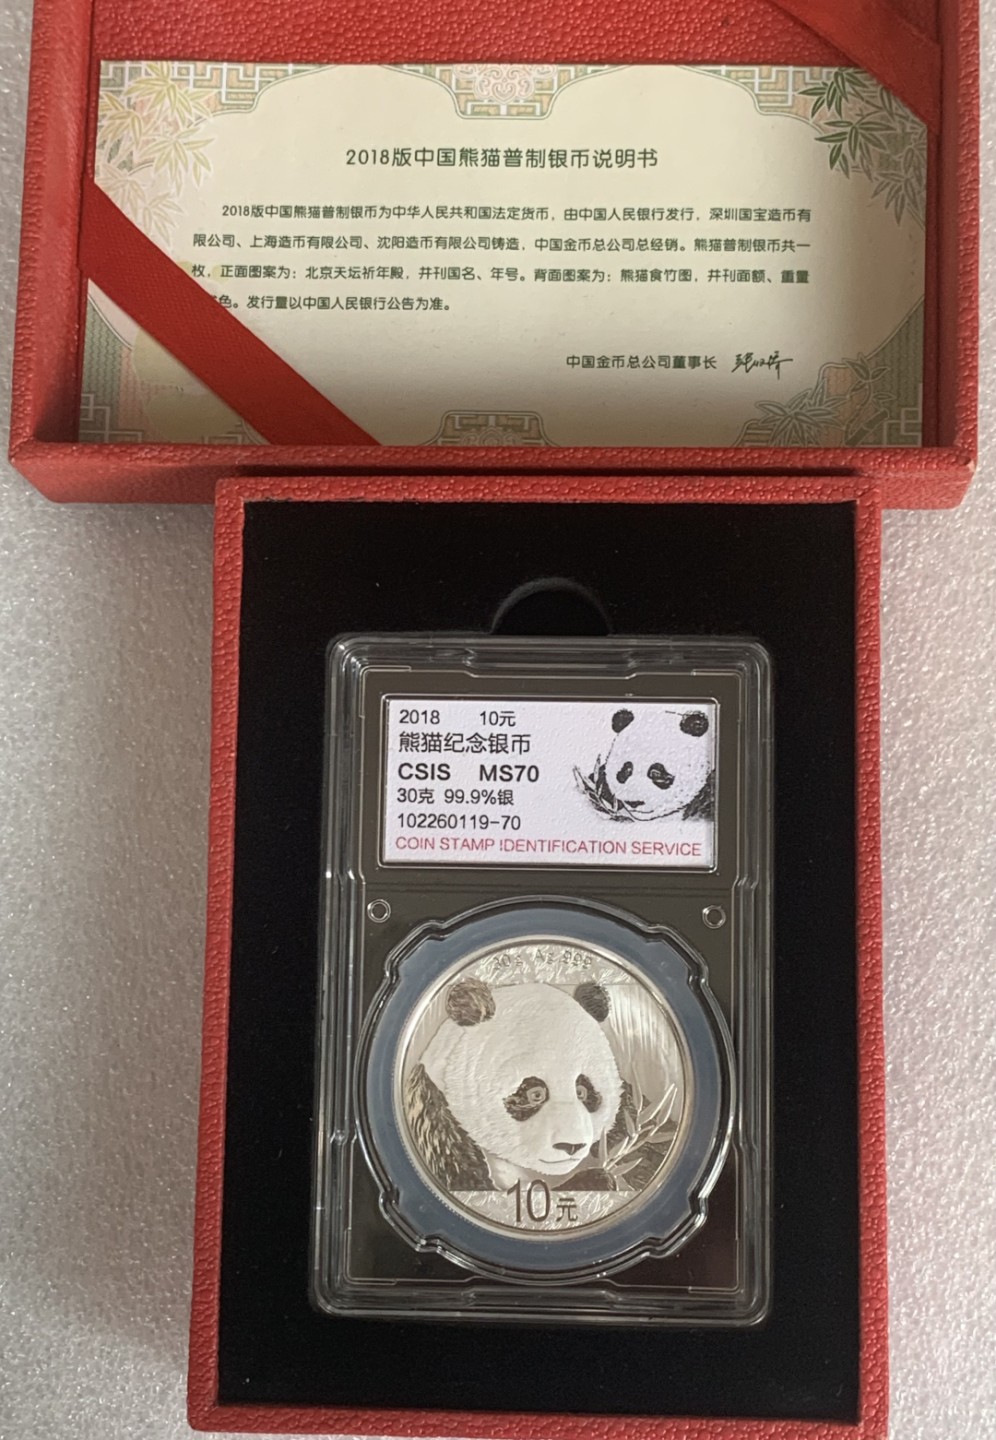 2018版中国熊猫普制银币说明书
2018版中国熊猫普制银币为中华人民共和国法定货币，由中国人民银行发行，深圳国宝造币有
限公司、上海造币有限公司、沈阳造币有限公司铸造，中国金币总公司总经销。熊猫普制银币共一
枚，正面图案为：北京天坛祈年殿，并刊国名、年号。背面图案为：熊猫食竹图，并刊面额、重量
色。发行量以中国人民银行公告为准。
中国金币总公司董事长
2018 10元
熊猫纪念银币
CSIS MS70
30克 99.9%银
102260119-70
COIN STAMP IDENTIFICATION SERVICE
30g Ag.999
10元